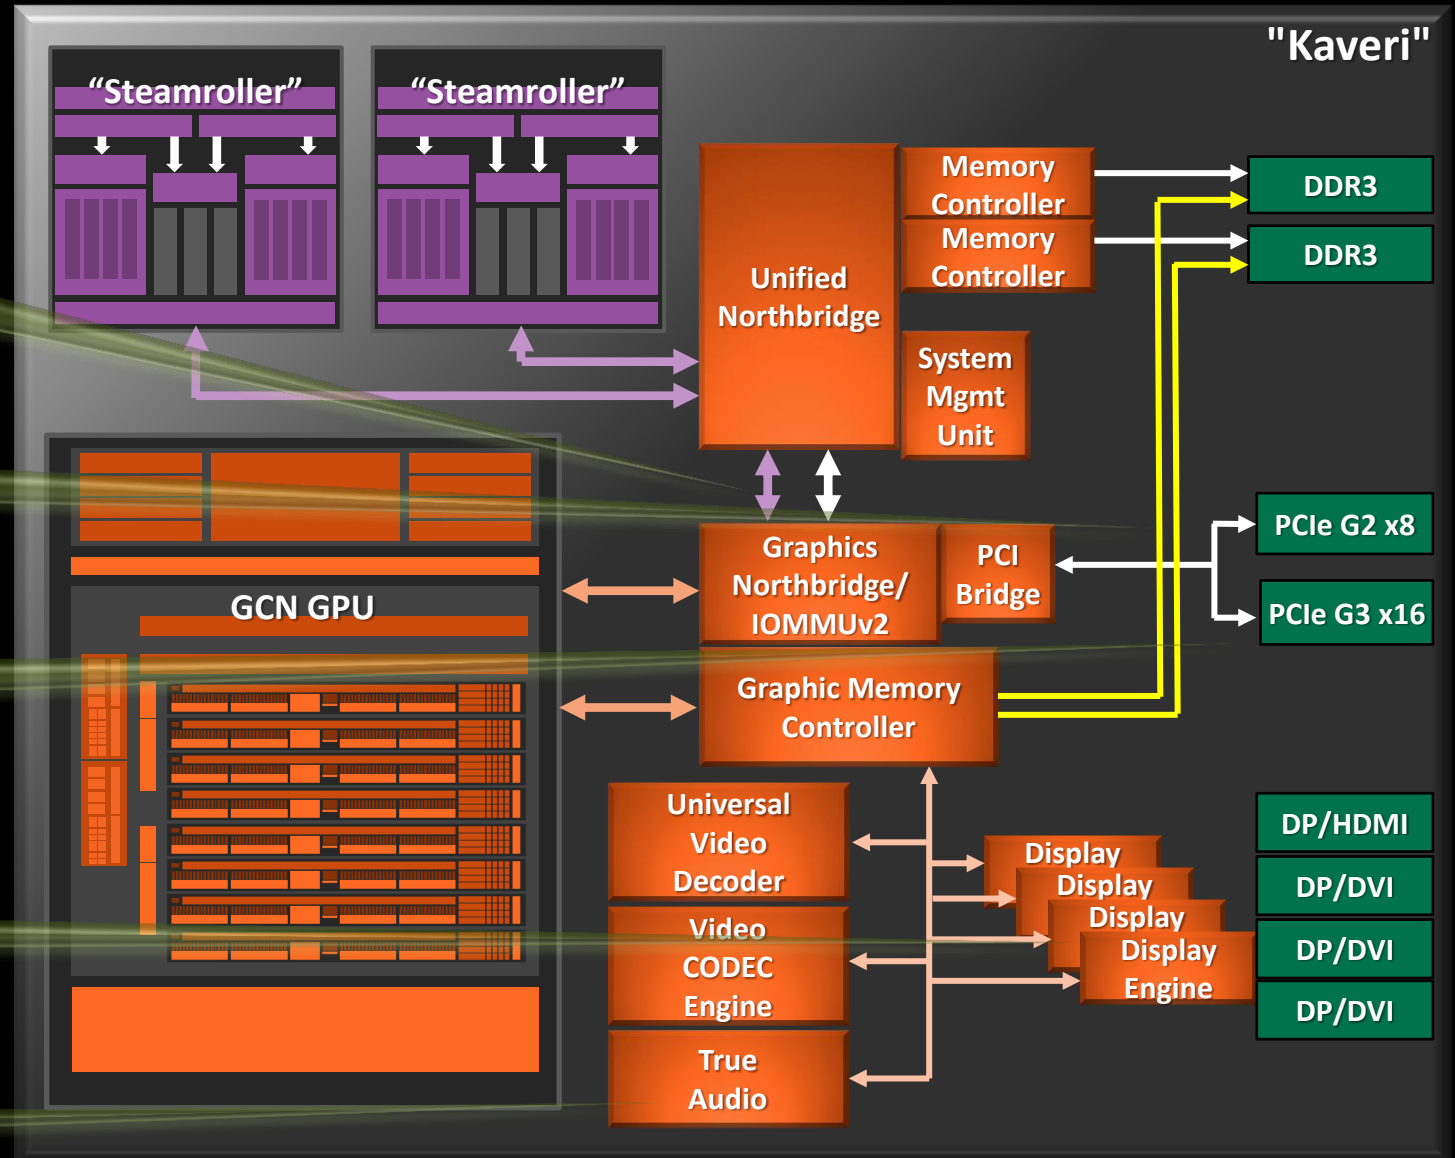 "Kaveri"
“Steamroller”
“Steamroller”
Unified
Northbridge
Memory
Controller
Memory
Controller
System
Mgmt
Unit
DDR3
DDR3
Graphics
Northbridge/
IOMMUv2
PCI
Bridge
PCIe G2 x8
PCIe G3 x16
GCN GPU
Graphic Memory
Controller
Universal
Video
Decoder
Video
CODEC
Engine
True
Audio
Display
Display
Display
Display
Engine
DP/HDMI
DP/DVI
DP/DVI
DP/DVI